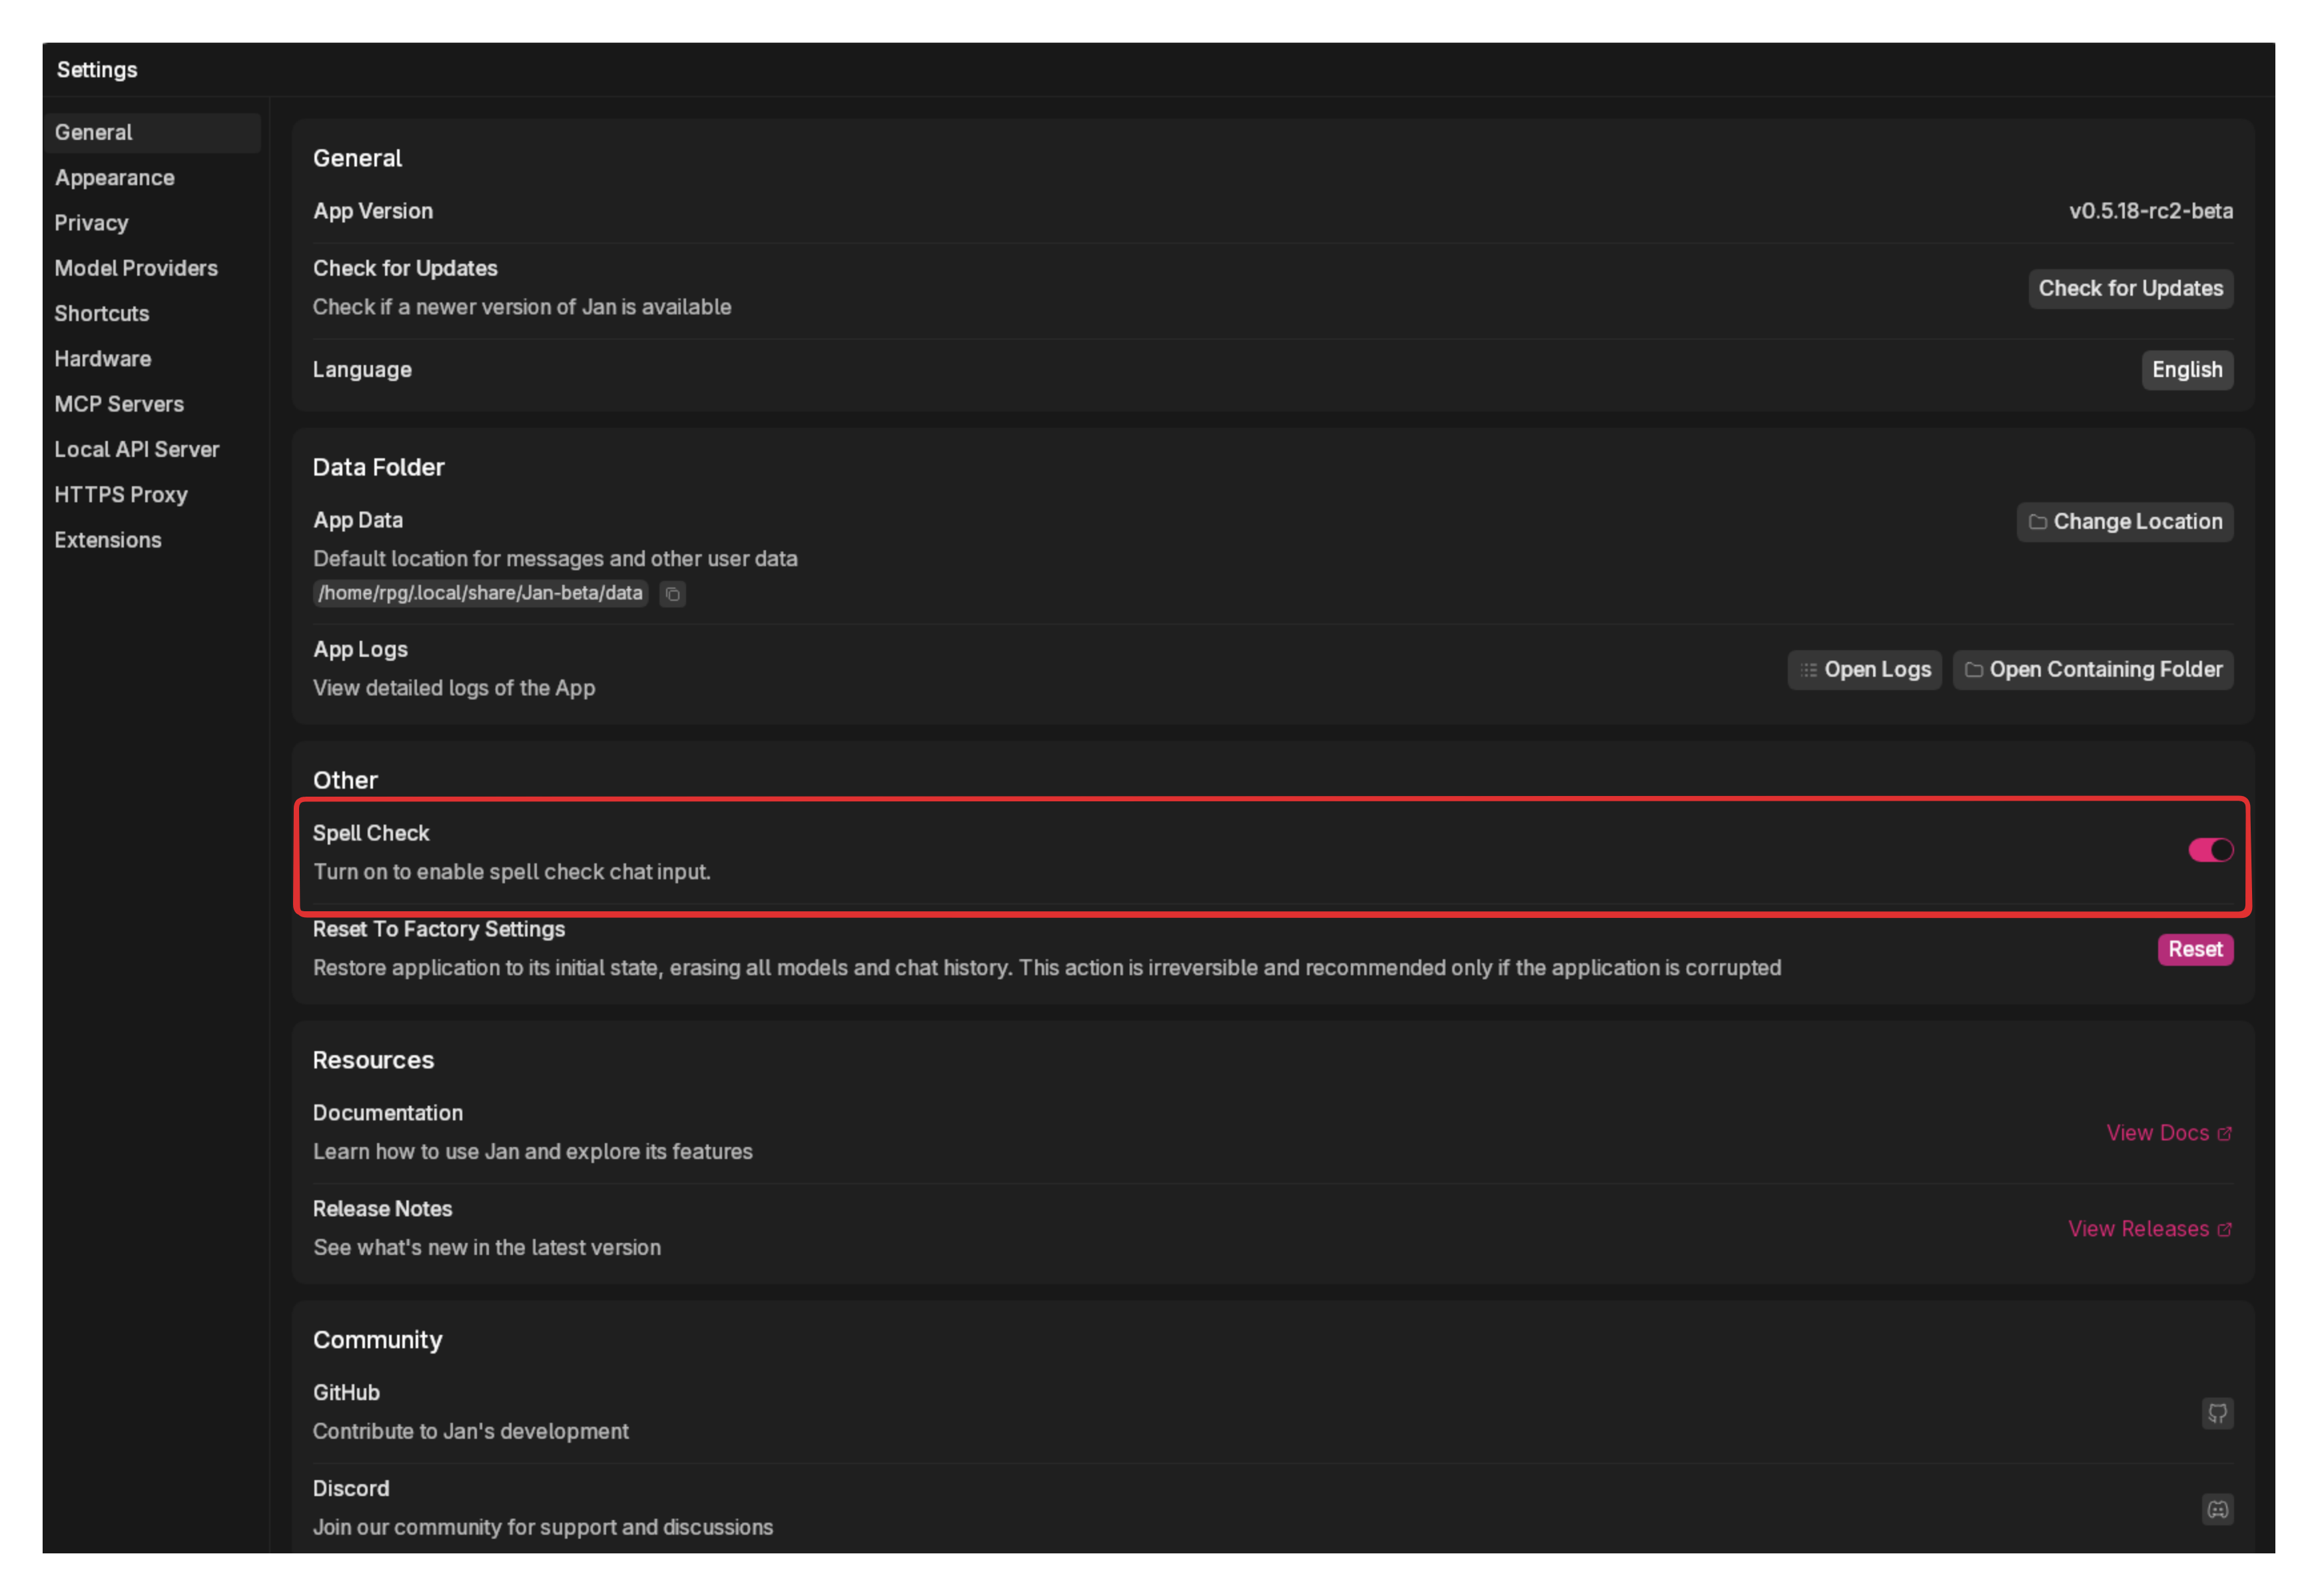 Settings
General
Appearance
Privacy
Model Providers
Shortcuts
Hardware
MCP Servers
Local API Server
HTTPS Proxy
Extensions
General
App Version
v0.5.18-rc2-beta
Check for Updates
Check if a newer version of Jan is available
Check for Updates
Language
English
Data Folder
App Data
Default location for messages and other user data
/home/rpg/.local/share/Jan-beta/data
Change Location
App Logs
View detailed logs of the App
Open Logs
Open Containing Folder
Other
Spell Check
Turn on to enable spell check chat input.
Reset To Factory Settings
Restore application to its initial state, erasing all models and chat history. This action is irreversible and recommended only if the application is corrupted
Reset
Resources
Documentation
Learn how to use Jan and explore its features
View Docs
Release Notes
See what's new in the latest version
View Releases
Community
GitHub
Contribute to Jan's development
Discord
Join our community for support and discussions